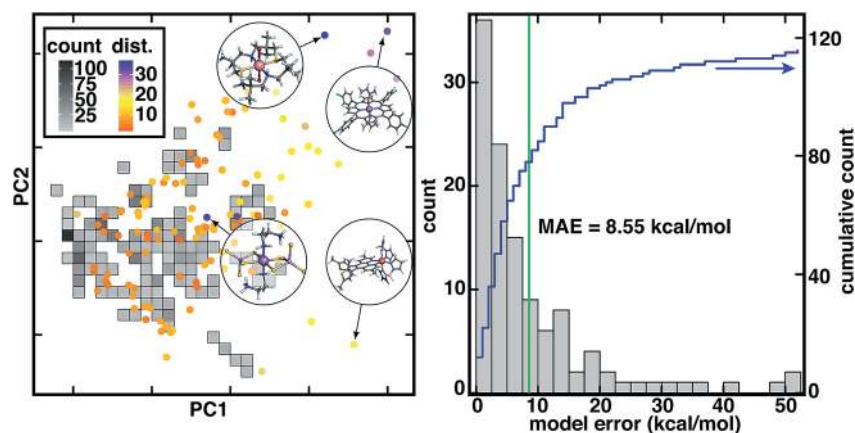 count dist.
100
75
50
25
30
20
10
PC2
PC1
30
20
10
0
count
120
80
40
0
cumulative count
MAE = 8.55 kcal/mol
0 10 20 30 40 50
model error (kcal/mol)